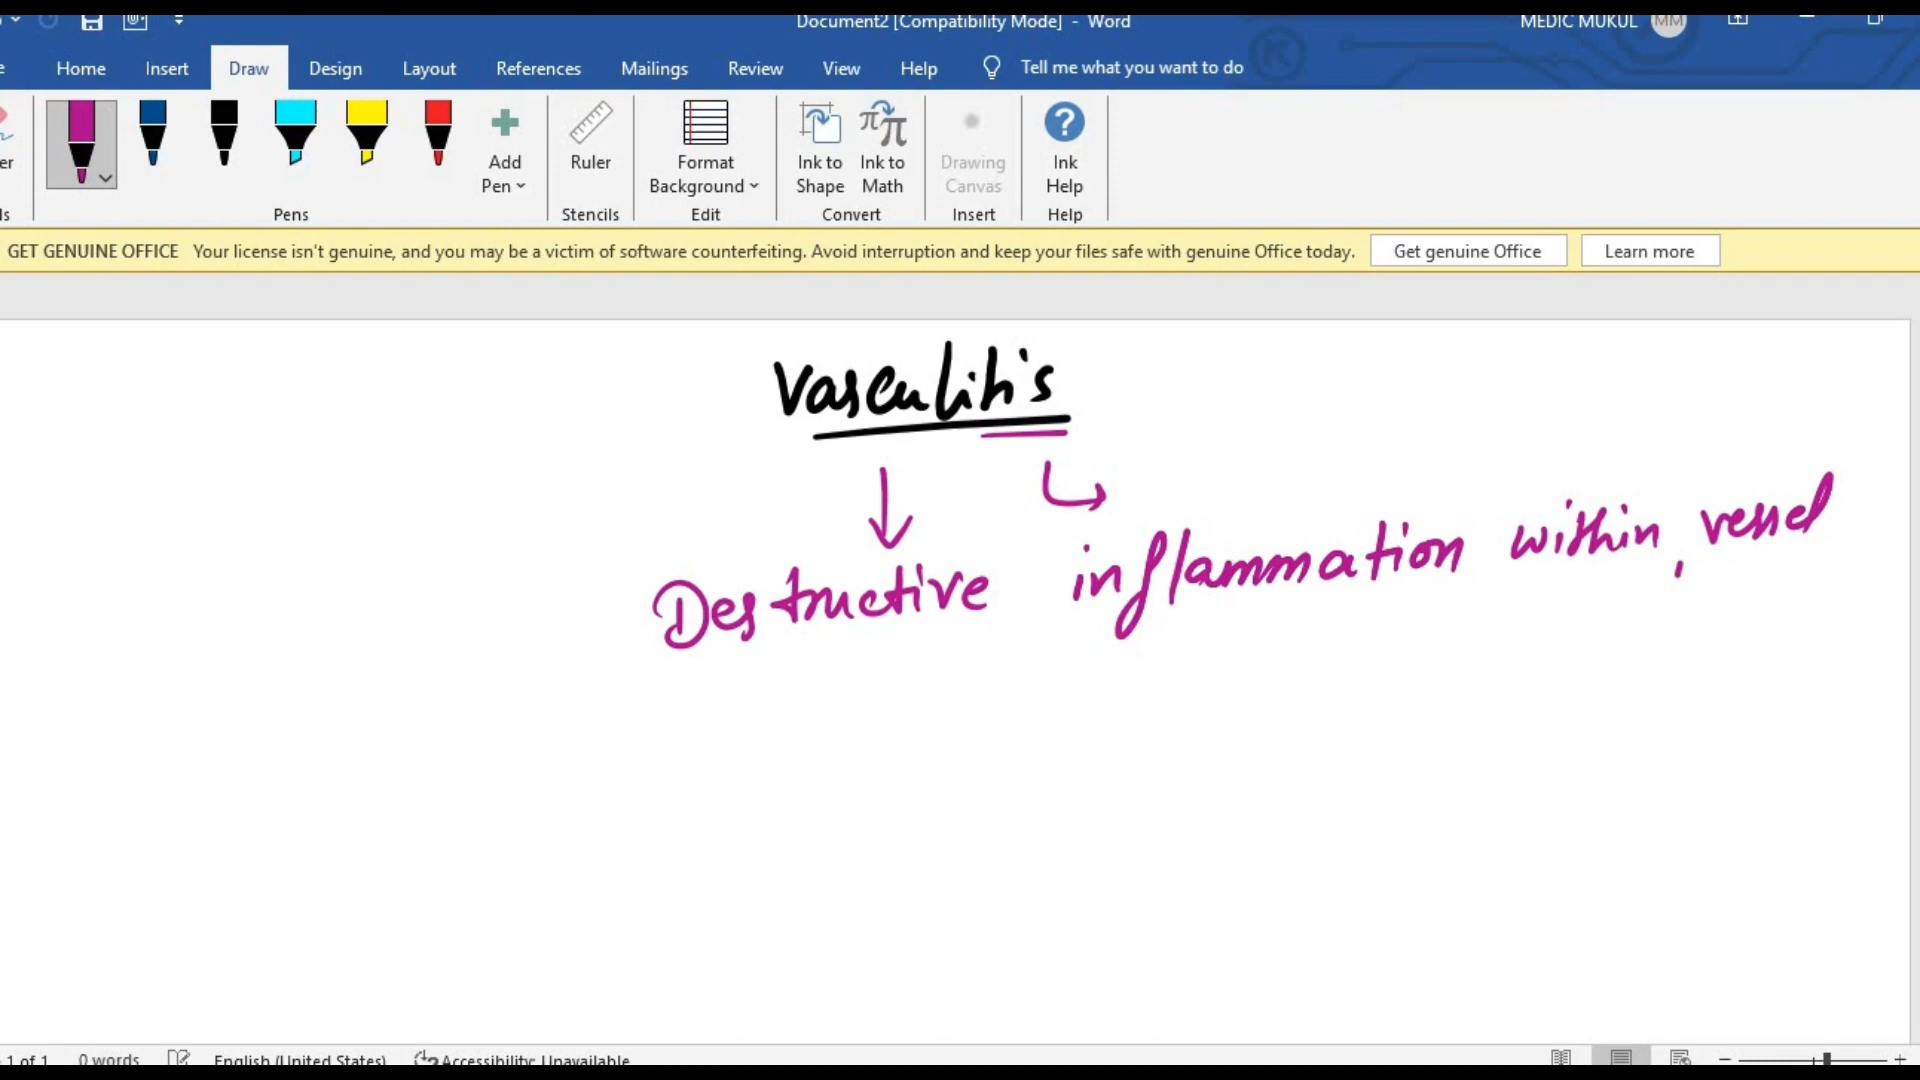 Document2 [Compatibility Mode] - Word
MEDIC MUKUL MM
Home Insert Draw Design Layout References Mailings Review View Help Tell me what you want to do
Add Pen
Ruler
Format Background
Ink to Shape
Ink to Math
Drawing Canvas
Ink Help
Pens Stencils Edit Convert Insert Help
GET GENUINE OFFICE Your license isn't genuine, and you may be a victim of software counterfeiting. Avoid interruption and keep your files safe with genuine Office today. Get genuine Office Learn more
Vasculitis
Destructive inflammation within, vessel
1 of 1 0 words English (United States) Accessibility: Unavailable